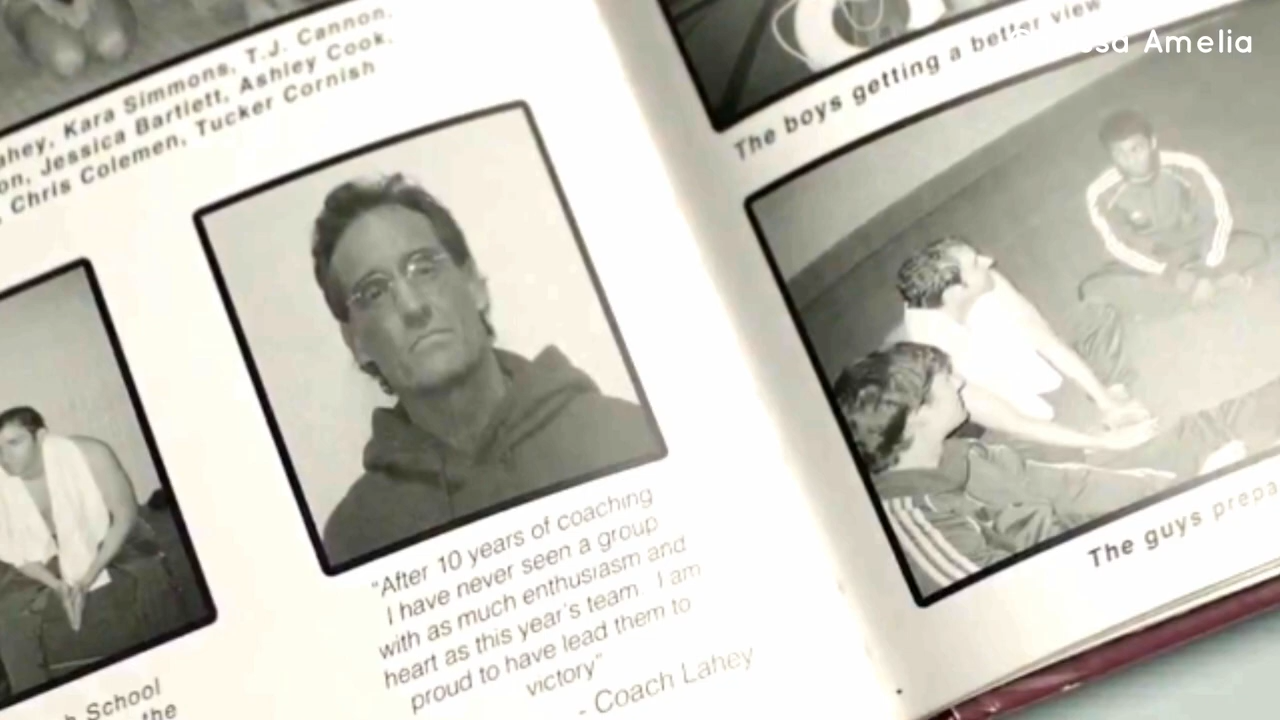 Kara Simmons, T.J. Cannon,
Jessica Bartlett, Ashley Cook,
Chris Colemen, Tucker Cornish
"After 10 years of coaching
I have never seen a group
with as much enthusiasm and
heart as this year's team. I am
proud to have lead them to
victory"
- Coach Lahey
School
the
The boys getting a better view
The guys
Amelia